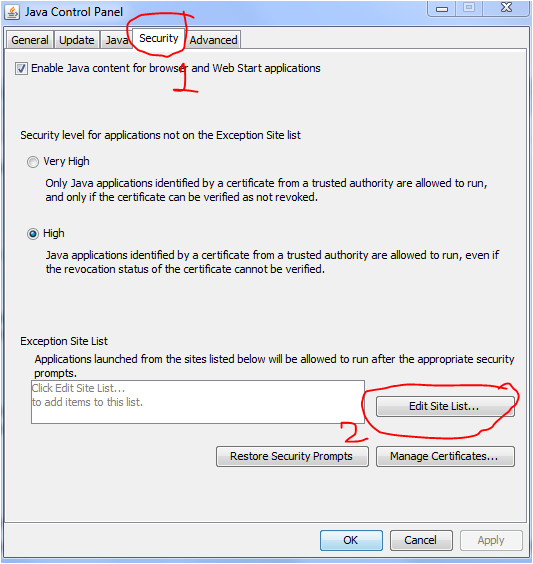 Java Control Panel
General Update Java Security Advanced
Enable Java content for browser and Web Start applications
1
Security level for applications not on the Exception Site list
Very High
Only Java applications identified by a certificate from a trusted authority are allowed to run,
and only if the certificate can be verified as not revoked.
High
Java applications identified by a certificate from a trusted authority are allowed to run, even if
the revocation status of the certificate cannot be verified.
Exception Site List
Applications launched from the sites listed below will be allowed to run after the appropriate security
prompts.
Click Edit Site List...
to add items to this list.
Edit Site List...
2
Restore Security Prompts Manage Certificates...
OK Cancel Apply